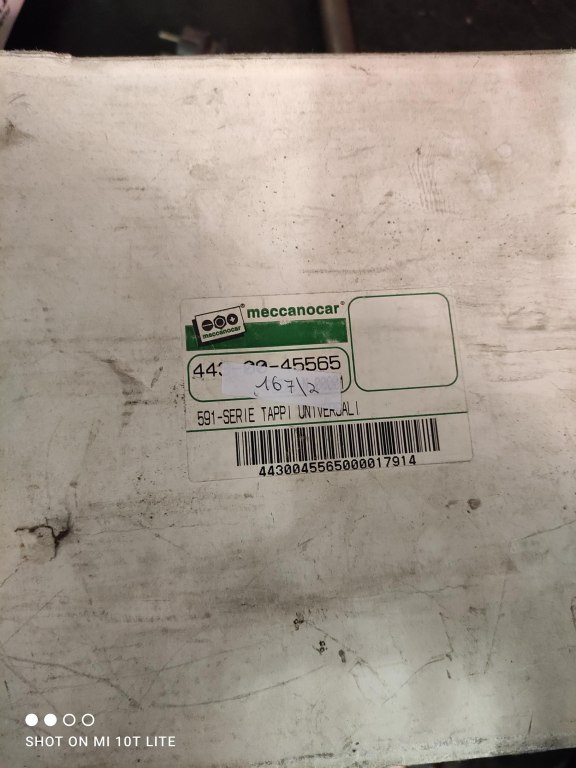 meccanocar®
meccanocar
45565
167/2
591-SERIE TAPPI UNIVERSALI
4430045565000017914
SHOT ON MI 10T LITE